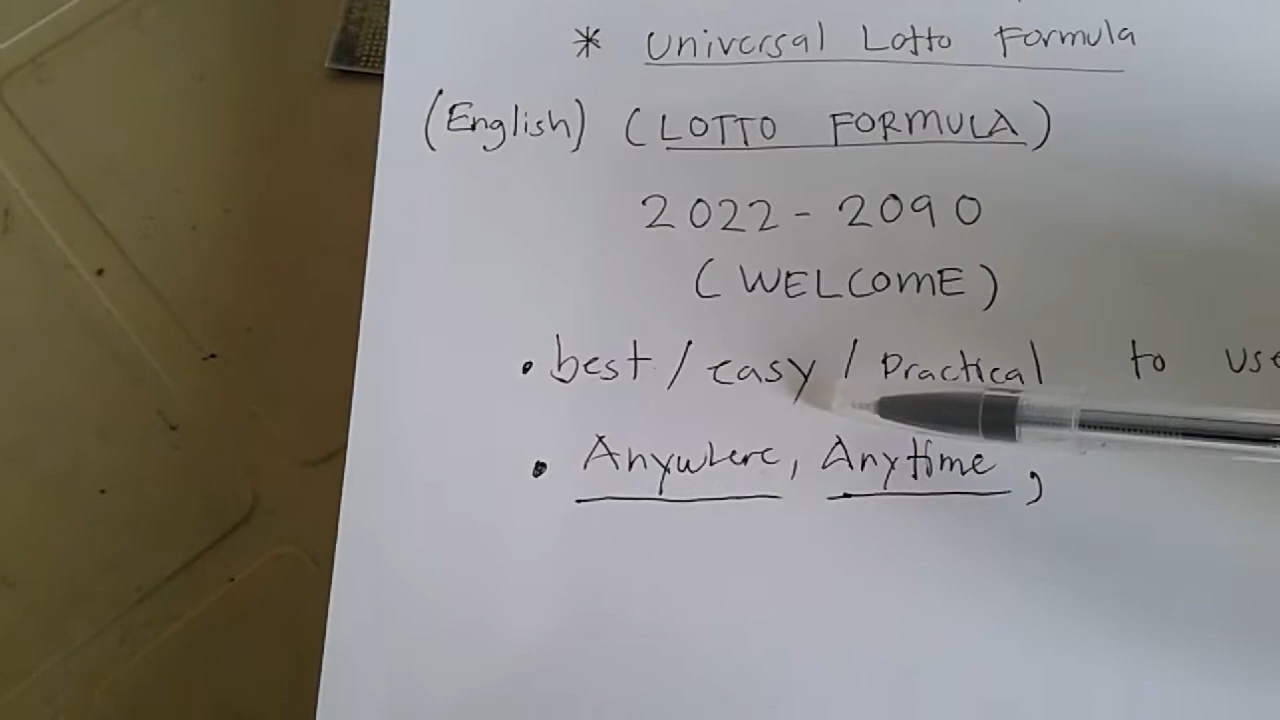 * Universal Lotto Formula
(English) (LOTTO FORMULA)
2022 - 2090
(WELCOME)
• best / easy / Practical to use
• Anywhere, Anytime,